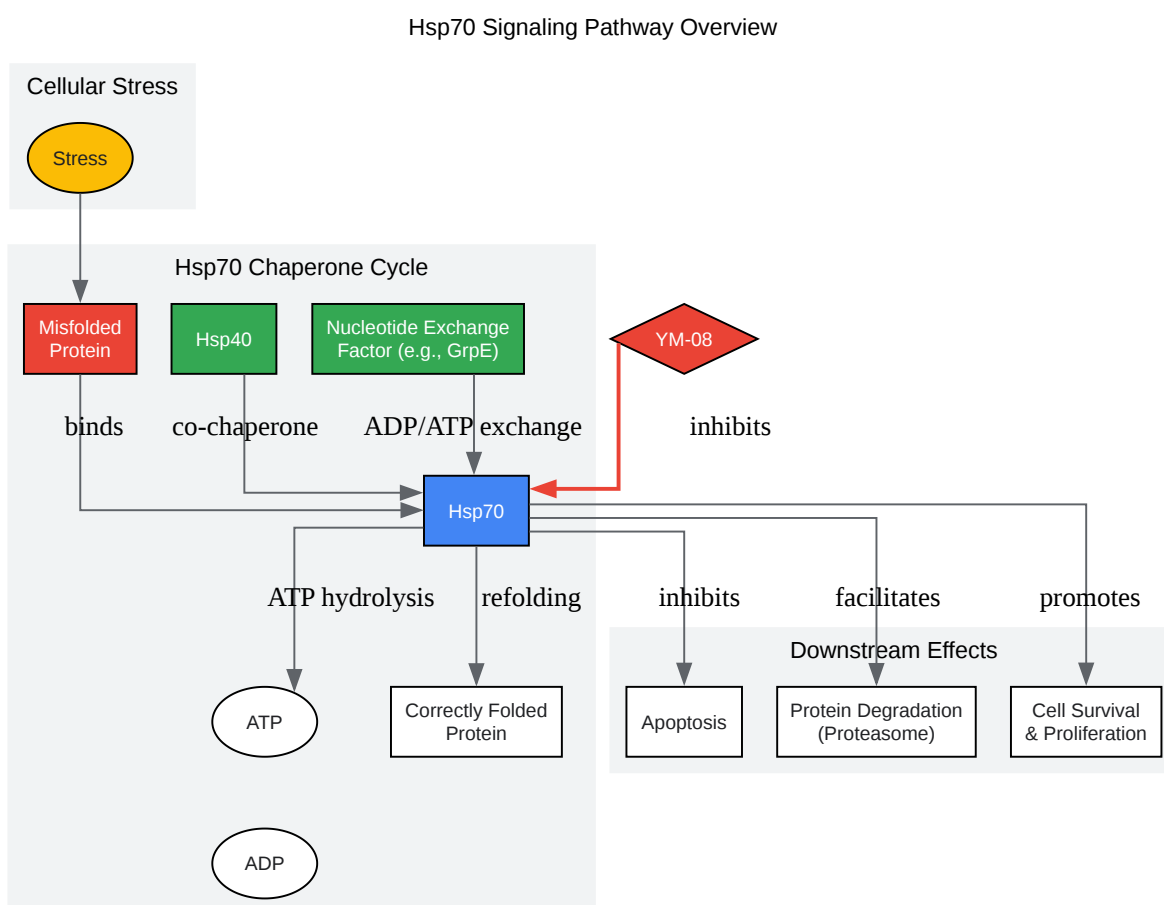 Hsp70 Signaling Pathway Overview
Cellular Stress
Stress
Hsp70 Chaperone Cycle
Misfolded
Protein
Hsp40
Nucleotide Exchange
Factor (e.g., GrpE)
YM-08
binds
co-chaperone
ADP/ATP exchange
inhibits
Hsp70
ATP hydrolysis
refolding
inhibits
facilitates
promotes
Downstream Effects
ATP
Correctly Folded
Protein
Apoptosis
Protein Degradation
(Proteasome)
Cell Survival
& Proliferation
ADP